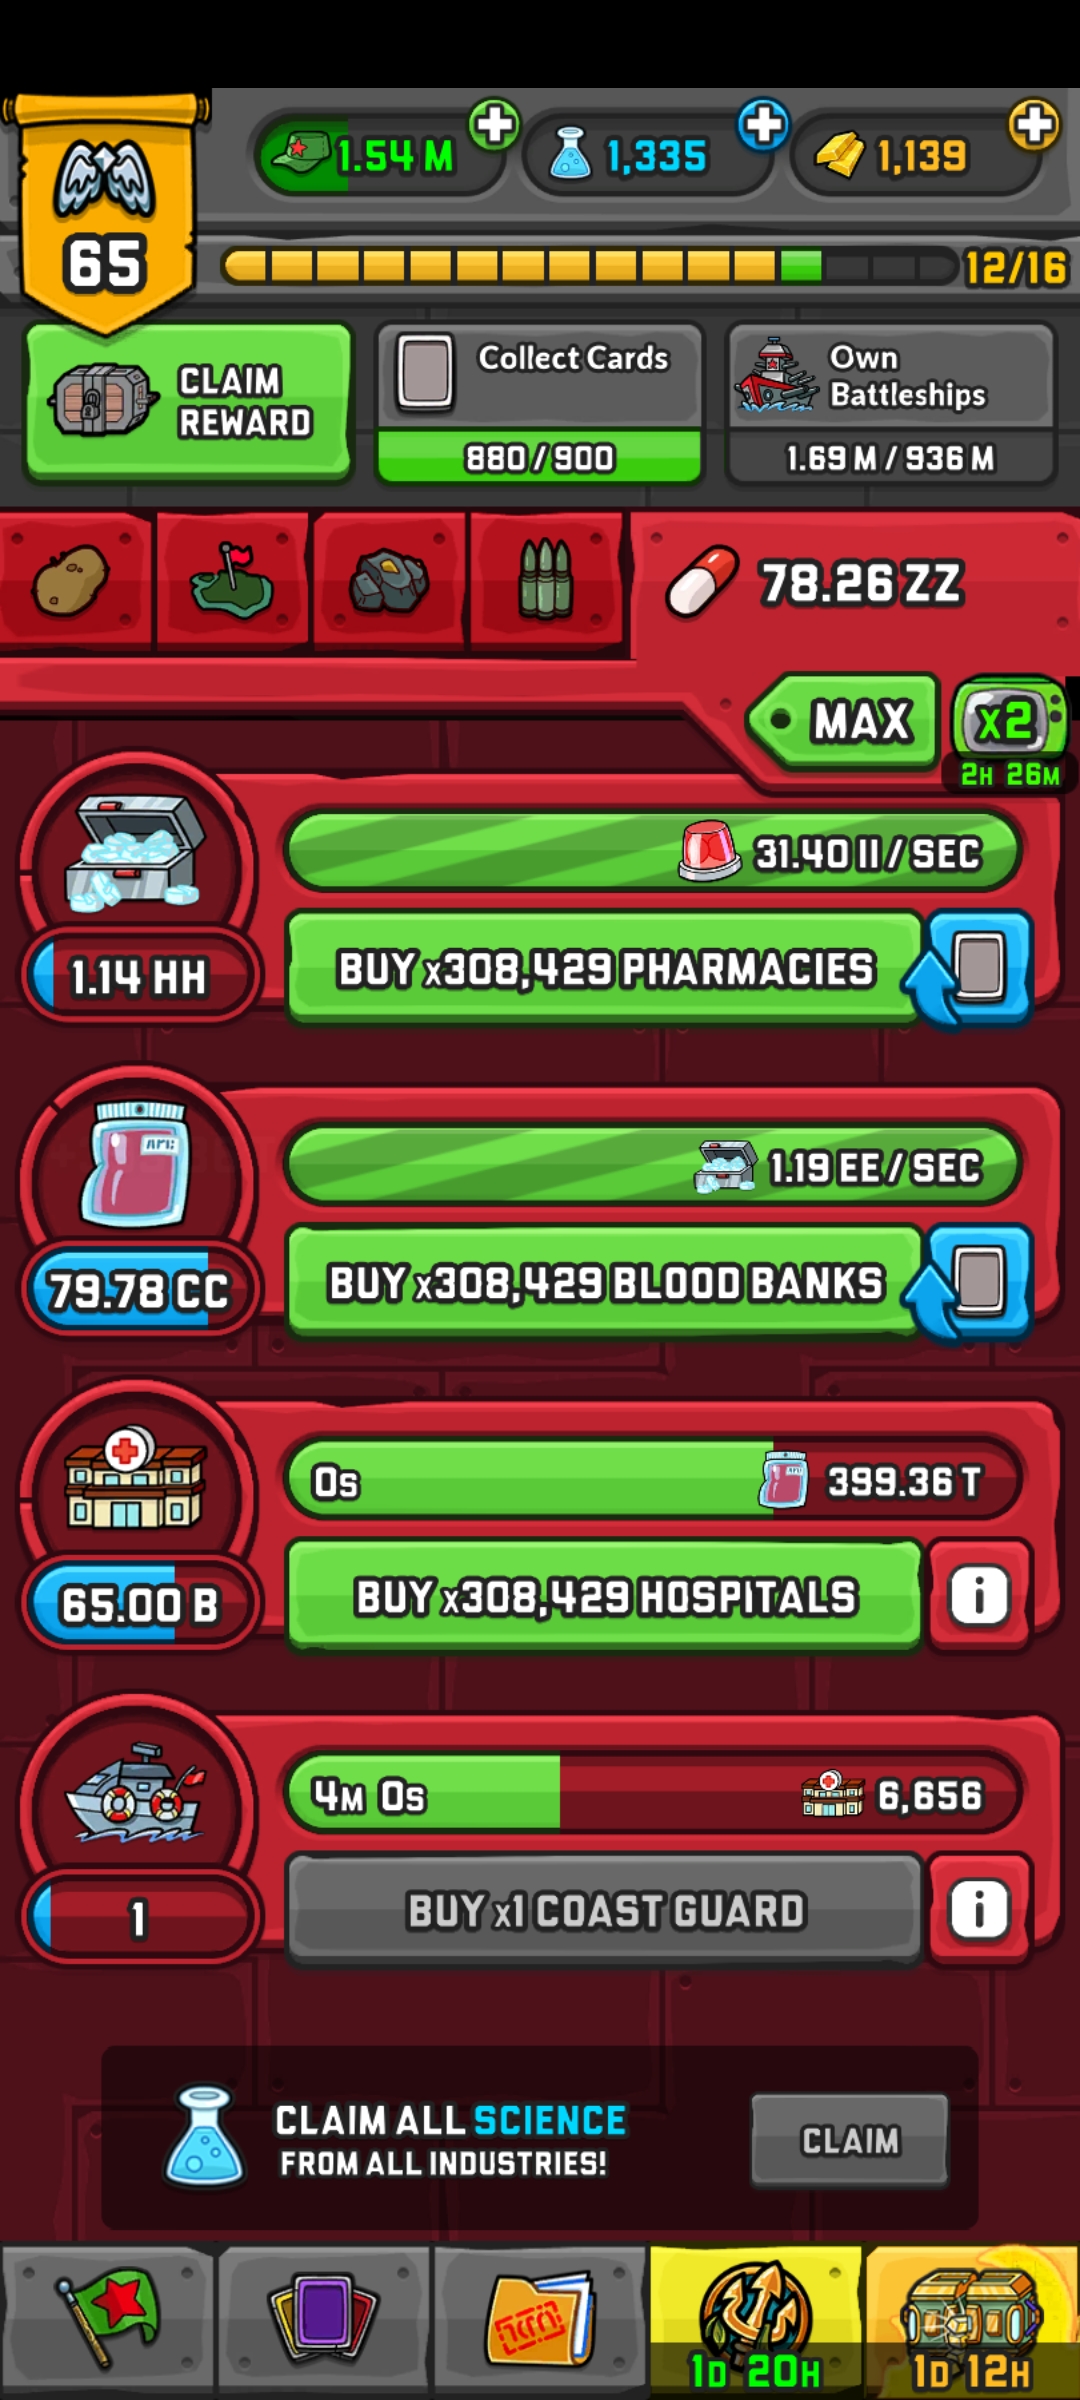 65
1.54 M
1,335
1,139
12/16
CLAIM
REWARD
Collect Cards
880 / 900
Own
Battleships
1.69 M / 936 M
78.26 ZZ
MAX
x2
2H 26M
31.40 II / SEC
1.14 HH
BUY x308,429 PHARMACIES
1.19 EE / SEC
79.78 CC
BUY x308,429 BLOOD BANKS
0s
399.36 T
65.00 B
BUY x308,429 HOSPITALS
i
4M 0s
6,656
1
BUY x1 COAST GUARD
i
CLAIM ALL SCIENCE
FROM ALL INDUSTRIES!
CLAIM
1D 20H
1D 12H